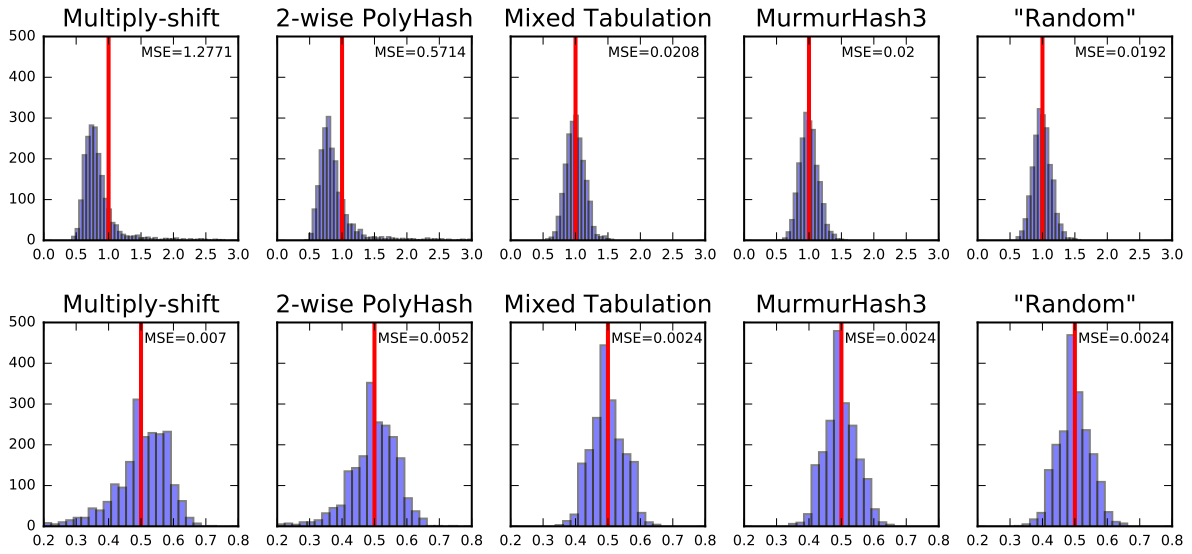 Multiply-shift 2-wise PolyHash Mixed Tabulation MurmurHash3 "Random"
500 MSE=1.2771 MSE=0.5714 MSE=0.0208 MSE=0.02 MSE=0.0192
400
300
200
100
0
0.0 0.5 1.0 1.5 2.0 2.5 3.0 0.0 0.5 1.0 1.5 2.0 2.5 3.0 0.0 0.5 1.0 1.5 2.0 2.5 3.0 0.0 0.5 1.0 1.5 2.0 2.5 3.0 0.0 0.5 1.0 1.5 2.0 2.5 3.0
Multiply-shift 2-wise PolyHash Mixed Tabulation MurmurHash3 "Random"
500 MSE=0.007 MSE=0.0052 MSE=0.0024 MSE=0.0024 MSE=0.0024
400
300
200
100
0
0.2 0.3 0.4 0.5 0.6 0.7 0.8 0.2 0.3 0.4 0.5 0.6 0.7 0.8 0.2 0.3 0.4 0.5 0.6 0.7 0.8 0.2 0.3 0.4 0.5 0.6 0.7 0.8 0.2 0.3 0.4 0.5 0.6 0.7 0.8